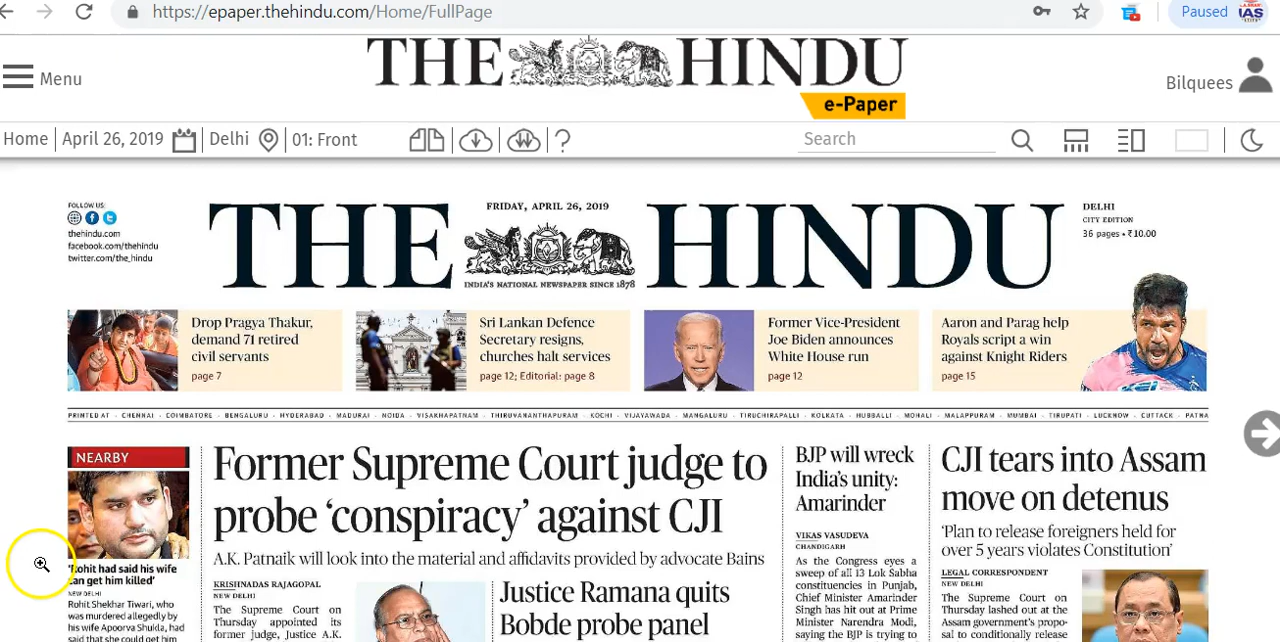 https://epaper.thehindu.com/Home/FullPage
Paused
IAS
THE HINDU
e-Paper
Menu
Bilquees
Home | April 26, 2019
Delhi
01: Front
?
Search
FOLLOW US:
thehindu.com
facebook.com/thehindu
twitter.com/the_hindu
THE HINDU
FRIDAY, APRIL 26, 2019
INDIA'S NATIONAL NEWSPAPER SINCE 1878
DELHI
CITY EDITION
36 pages • ₹10.00
Drop Pragya Thakur,
demand 71 retired
civil servants
page 7
Sri Lankan Defence
Secretary resigns,
churches halt services
page 12; Editorial: page 8
Former Vice-President
Joe Biden announces
White House run
page 12
Aaron and Parag help
Royals script a win
against Knight Riders
page 15
PRINTED AT - CHENNAI - COIMBATORE - BENGALURU - HYDERABAD - MADURAI - NOIDA - VISAKHAPATNAM - THIRUVANANTHAPURAM - KOCHI - VIJAYAWADA - MANGALURU - TIRUCHIRAPALLI - KOLKATA - HUBBALLI - MOHALI - MALAPPURAM - MUMBAI - TIRUPATI - LUCKNOW - CUTTACK - PATNA
NEARBY
'Rohit had said his wife
can get him killed'
NEW DELHI
Rohit Shekhar Tiwari, who
was murdered allegedly by
his wife Apoorva Shukla, had
said that she could get him
Former Supreme Court judge to
probe 'conspiracy' against CJI
A.K. Patnaik will look into the material and affidavits provided by advocate Bains
KRISHNADAS RAJAGOPAL
NEW DELHI
The Supreme Court on
Thursday appointed its
former judge, Justice A.K.
Justice Ramana quits
Bobde probe panel
BJP will wreck
India's unity:
Amarinder
VIKAS VASUDEVA
CHANDIGARH
As the Congress eyes a
sweep of all 13 Lok Sabha
constituencies in Punjab,
Chief Minister Amarinder
Singh has hit out at Prime
Minister Narendra Modi,
saying the BJP is trying to
CJI tears into Assam
move on detenus
'Plan to release foreigners held for
over 5 years violates Constitution'
LEGAL CORRESPONDENT
NEW DELHI
The Supreme Court on
Thursday lashed out at the
Assam government's propo-
sal to conditionally release